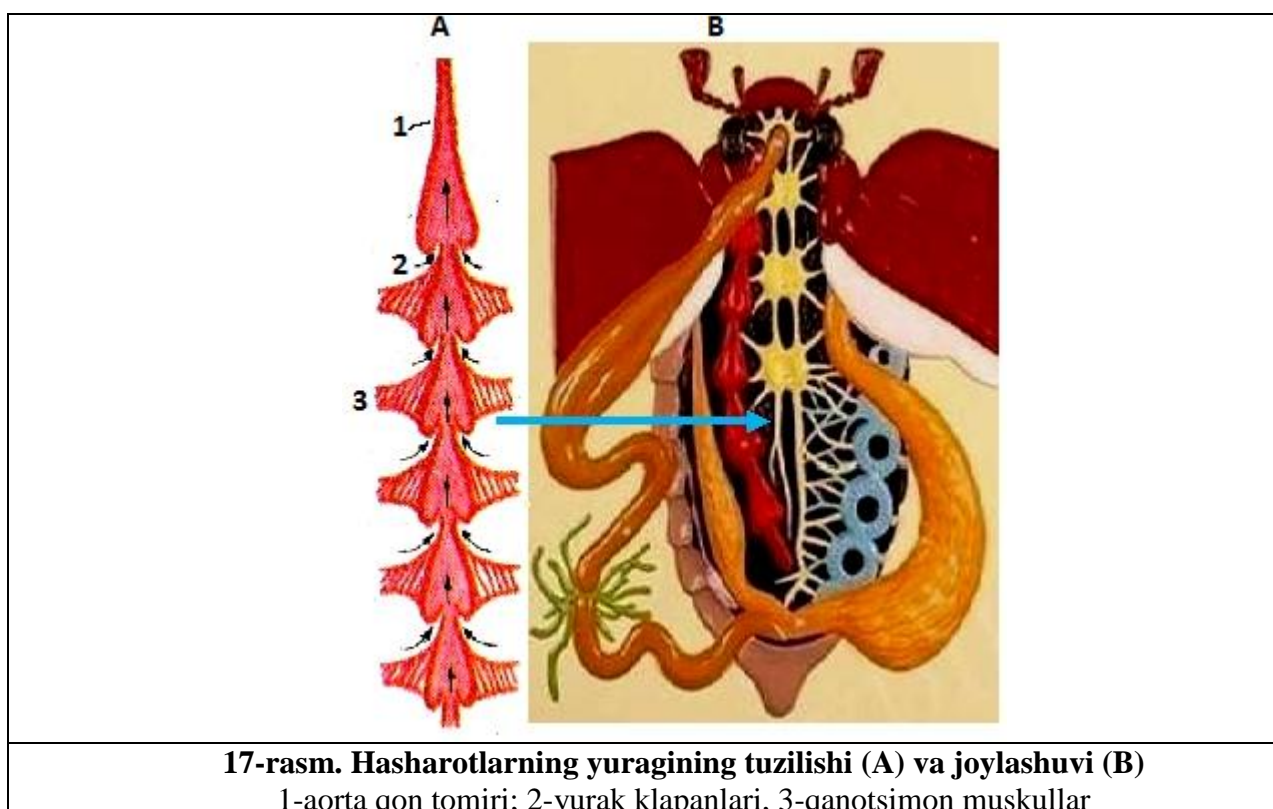 A
B
1
2
3
17-rasm. Hasharotlarning yuragining tuzilishi (A) va joylashuvi (B)
1-aorta qon tomiri; 2-yurak klapanlari, 3-qanotsimon muskullar